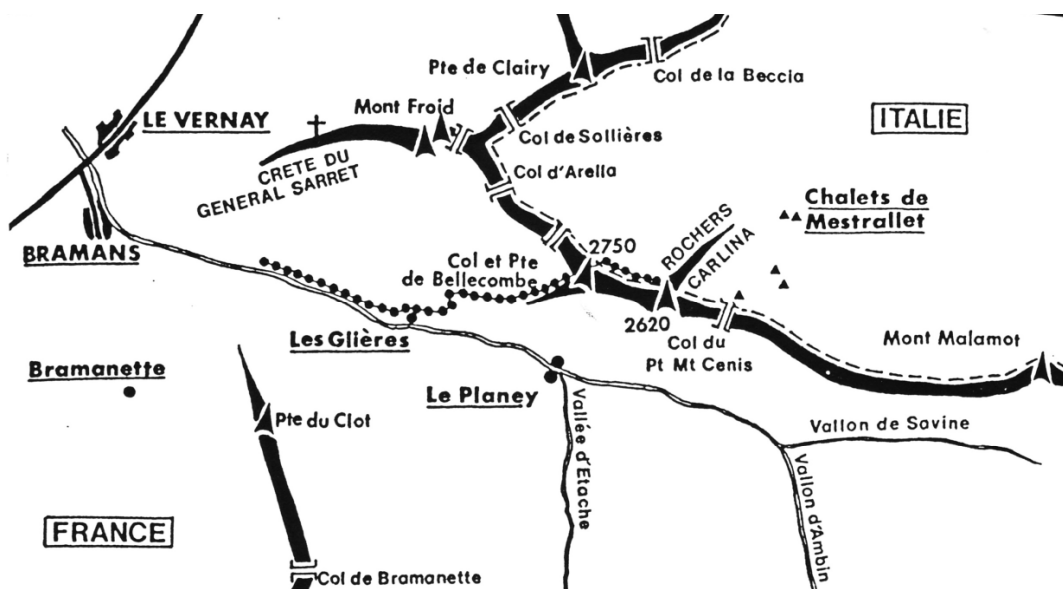 Pte de Clairy
Col de la Beccia
Mont Froid
LE VERNAY
ITALIE
Col de Sollières
CRETE DU
GENERAL SARRET
Col d'Arella
Chalets de
Mestrallet
ROCHERS
CARLINA
BRAMANS
2750
Col et Pte
de Bellecombe
2620
Les Glières
Col du
Pt Mt Cenis
Mont Malamot
Bramanette
Le Planey
Pte du Clot
Vallée d'Etache
Vallon de Savine
Vallon d'Ambin
FRANCE
Col de Bramanette